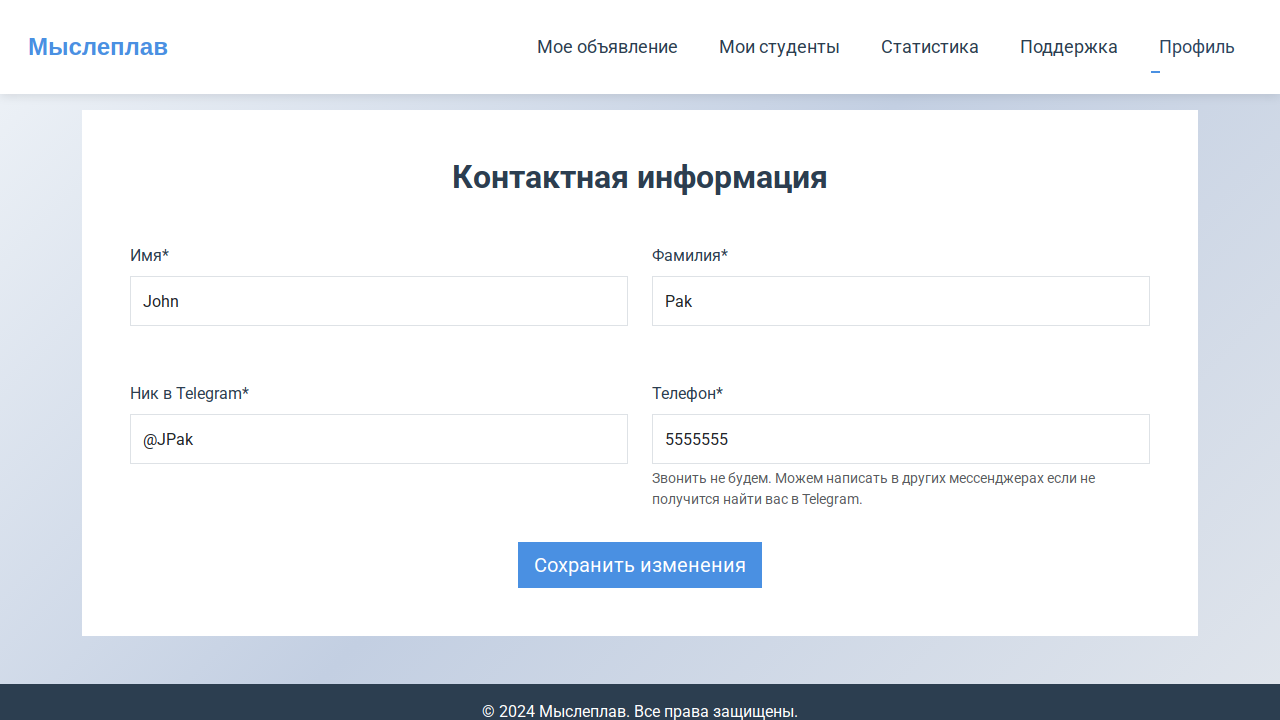 Мыслеплав
Мое объявление
Мои студенты
Статистика
Поддержка
Профиль
Контактная информация
Имя*
Фамилия*
John
Pak
Ник в Telegram*
Телефон*
@JPak
5555555
Звонить не будем. Можем написать в других мессенджерах если не
получится найти вас в Telegram.
Сохранить изменения
© 2024 Мыслеплав. Все права защищены.